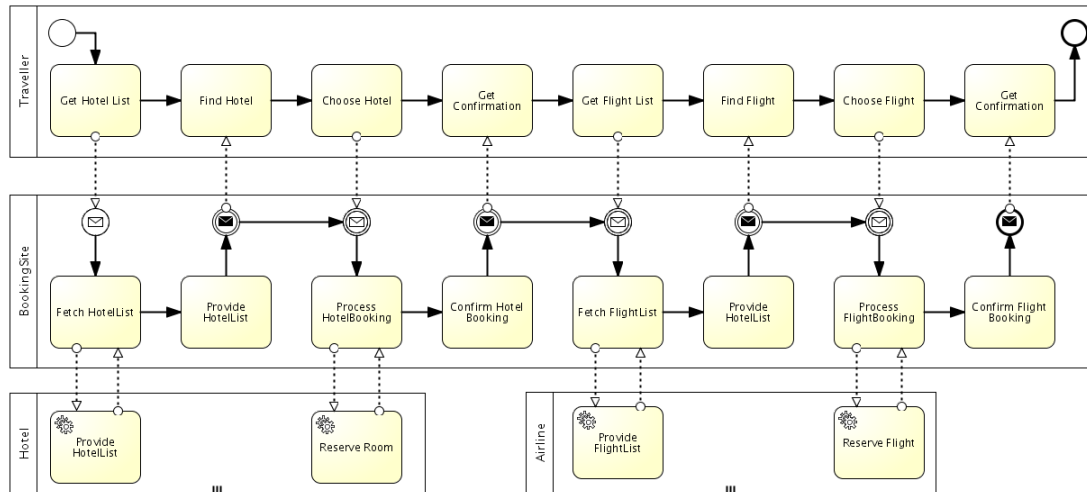 Traveller
Get Hotel List
Find Hotel
Choose Hotel
Get
Confirmation
Get Flight List
Find Flight
Choose Flight
Get
Confirmation
BookingSite
Fetch HotelList
Provide
HotelList
Process
HotelBooking
Confirm Hotel
Booking
Fetch FlightList
Provide
HotelList
Process
FlightBooking
Confirm Flight
Booking
Hotel
Provide
HotelList
Reserve Room
Airline
Provide
FlightList
Reserve Flight